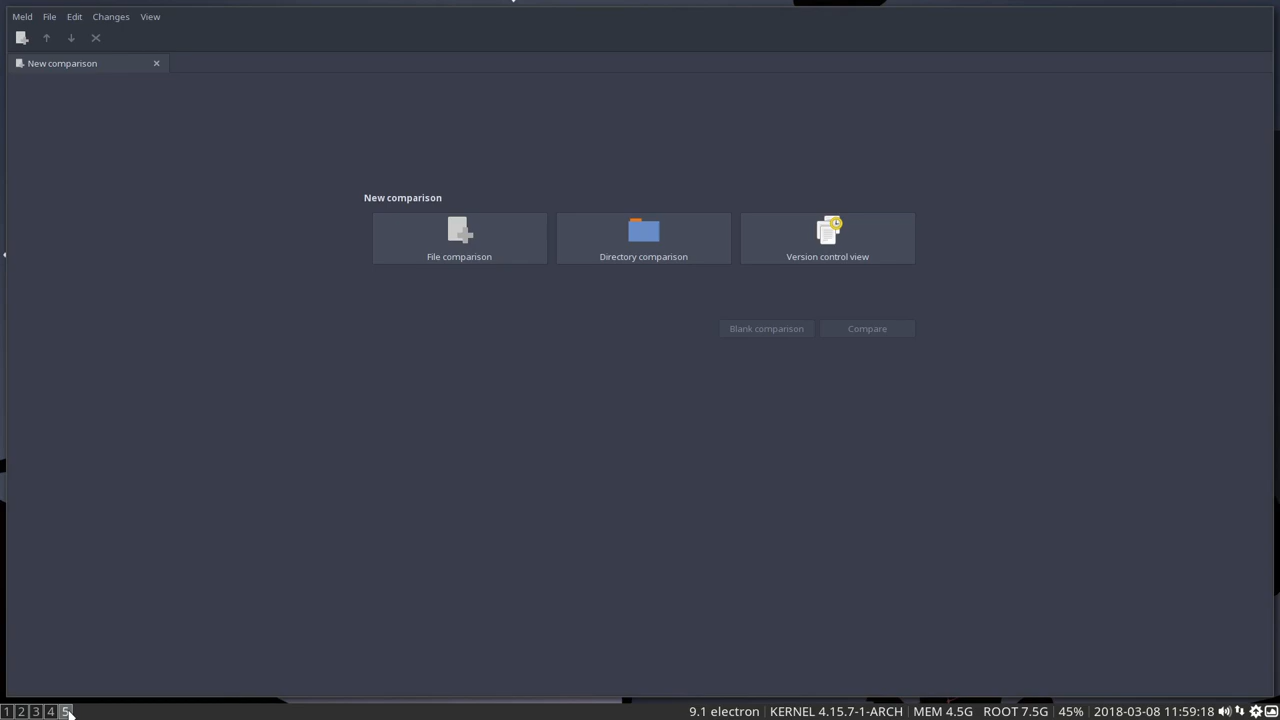 Meld File Edit Changes View
New comparison
New comparison
File comparison Directory comparison Version control view
Blank comparison Compare
1 2 3 4 5 9.1 electron KERNEL 4.15.7-1-ARCH MEM 4.5G ROOT 7.5G 45% 2018-03-08 11:59:18